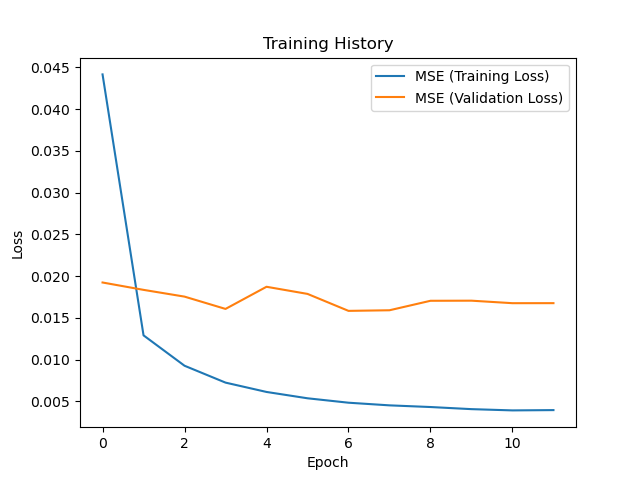 Training History
MSE (Training Loss)
MSE (Validation Loss)
0.045
0.040
0.035
0.030
0.025
0.020
0.015
0.010
0.005
Loss
0 2 4 6 8 10
Epoch